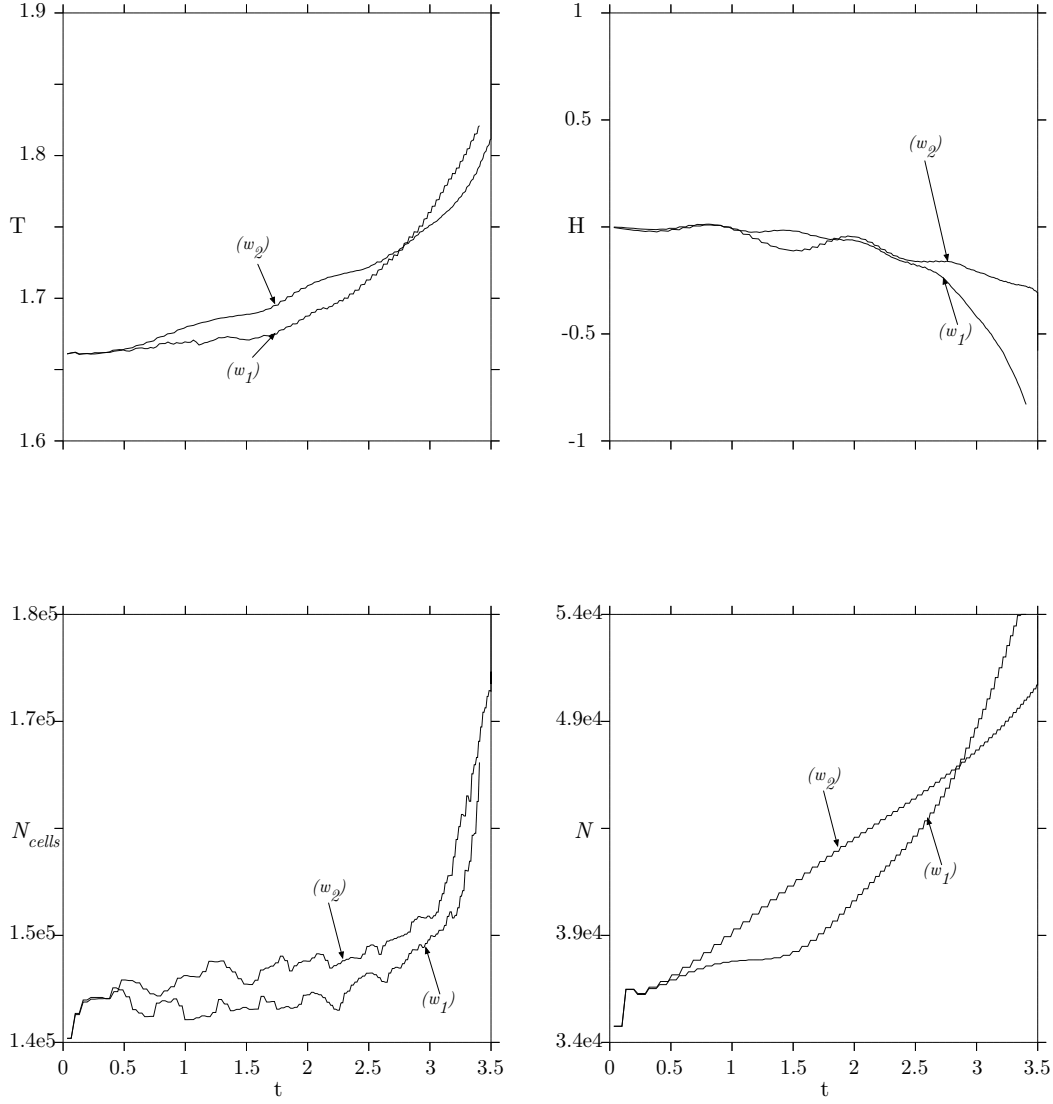 1.9
1.8
T
1.7
1.6
(w2)
(w1)
1
0.5
H
-0.5
-1
(w2)
(w1)
1.8e5
1.7e5
Ncells
1.5e5
1.4e5
(w2)
(w1)
0 0.5 1 1.5 2 2.5 3 3.5
t
5.4e4
4.9e4
N
3.9e4
3.4e4
(w2)
(w1)
0 0.5 1 1.5 2 2.5 3 3.5
t